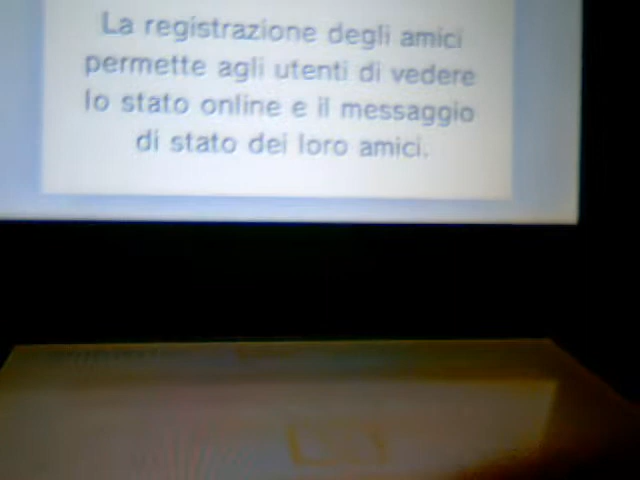 La registrazione degli amici
permette agli utenti di vedere
lo stato online e il messaggio
di stato dei loro amici.